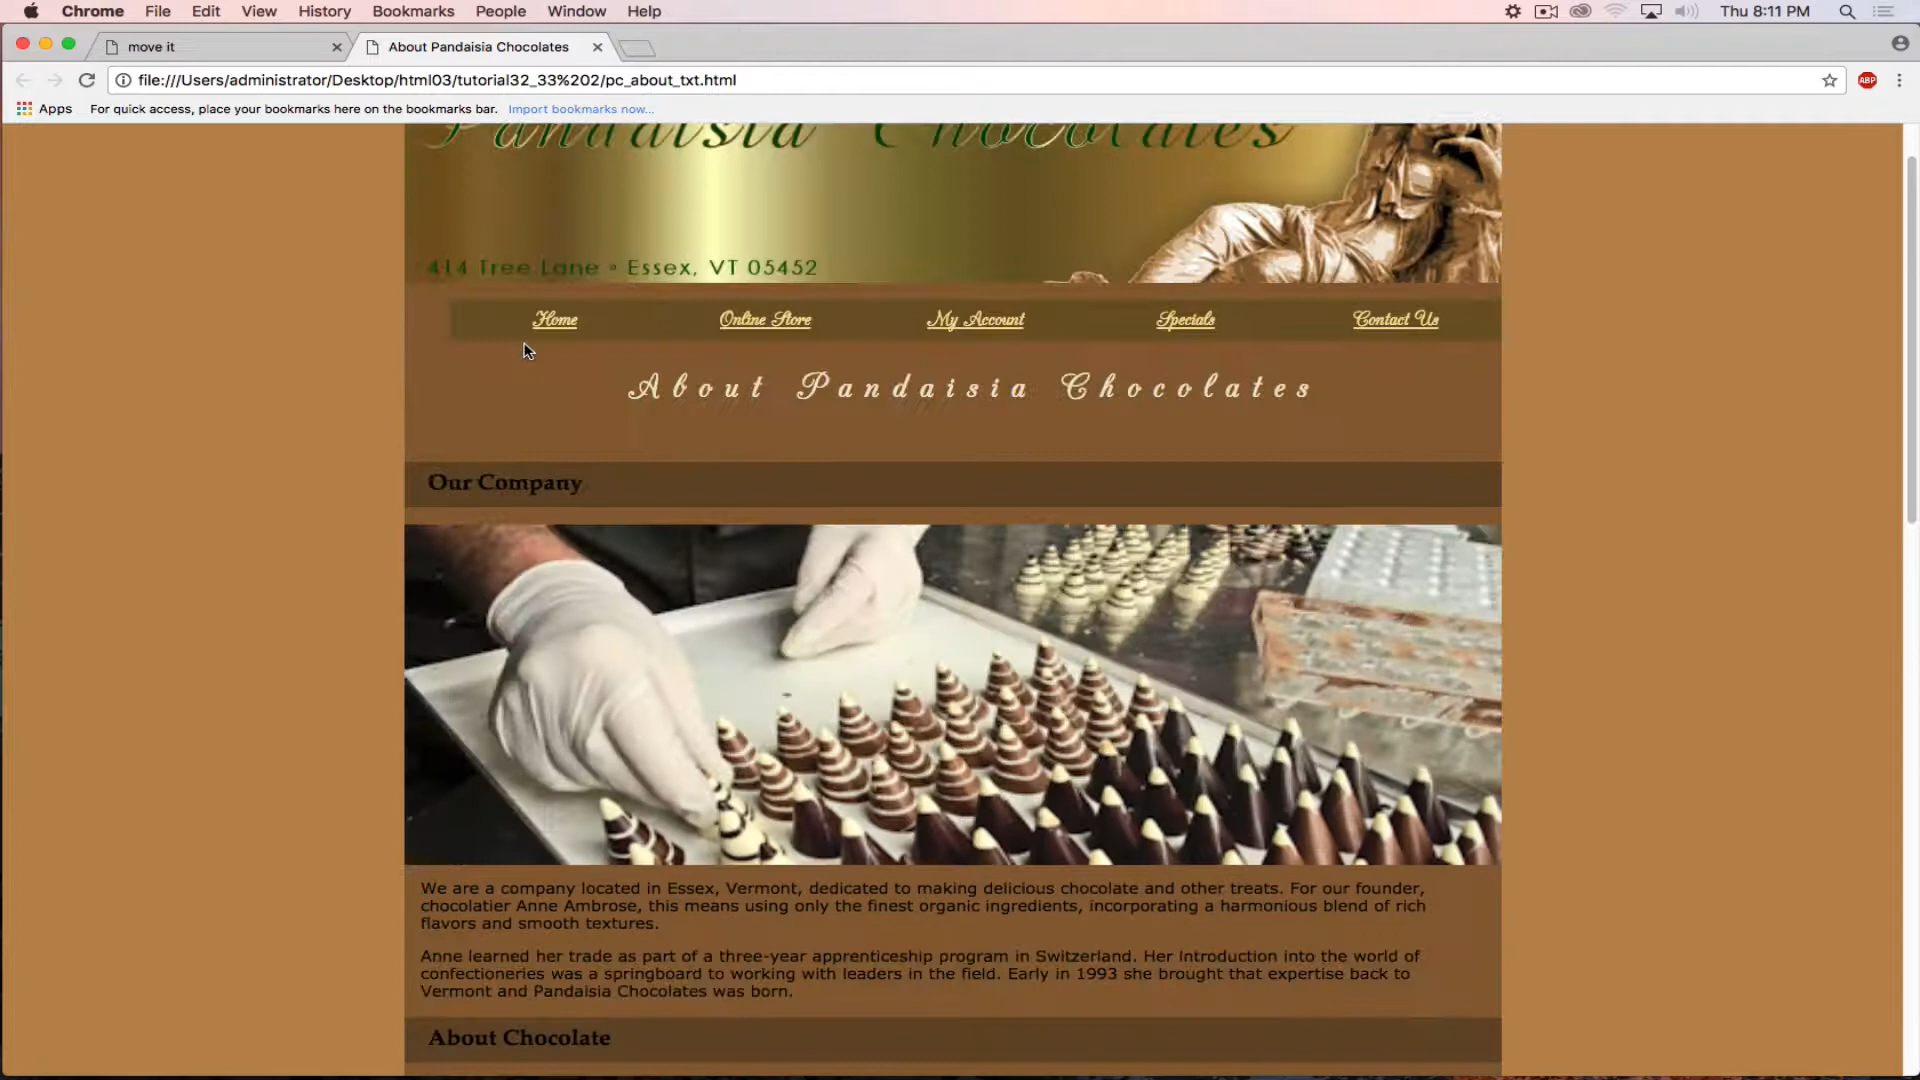 Chrome File Edit View History Bookmarks People Window Help Thu 8:11 PM
move it About Pandaisia Chocolates
file:///Users/administrator/Desktop/html03/tutorial32_33%202/pc_about_txt.html ABP
Apps For quick access, place your bookmarks here on the bookmarks bar. Import bookmarks now...
Pandaisia Chocolates
414 Tree Lane ◦ Essex, VT 05452
Home Online Store My Account Specials Contact Us
About Pandaisia Chocolates
Our Company
We are a company located in Essex, Vermont, dedicated to making delicious chocolate and other treats. For our founder,
chocolatier Anne Ambrose, this means using only the finest organic ingredients, incorporating a harmonious blend of rich
flavors and smooth textures.
Anne learned her trade as part of a three-year apprenticeship program in Switzerland. Her Introduction into the world of
confectioneries was a springboard to working with leaders in the field. Early in 1993 she brought that expertise back to
Vermont and Pandaisia Chocolates was born.
About Chocolate